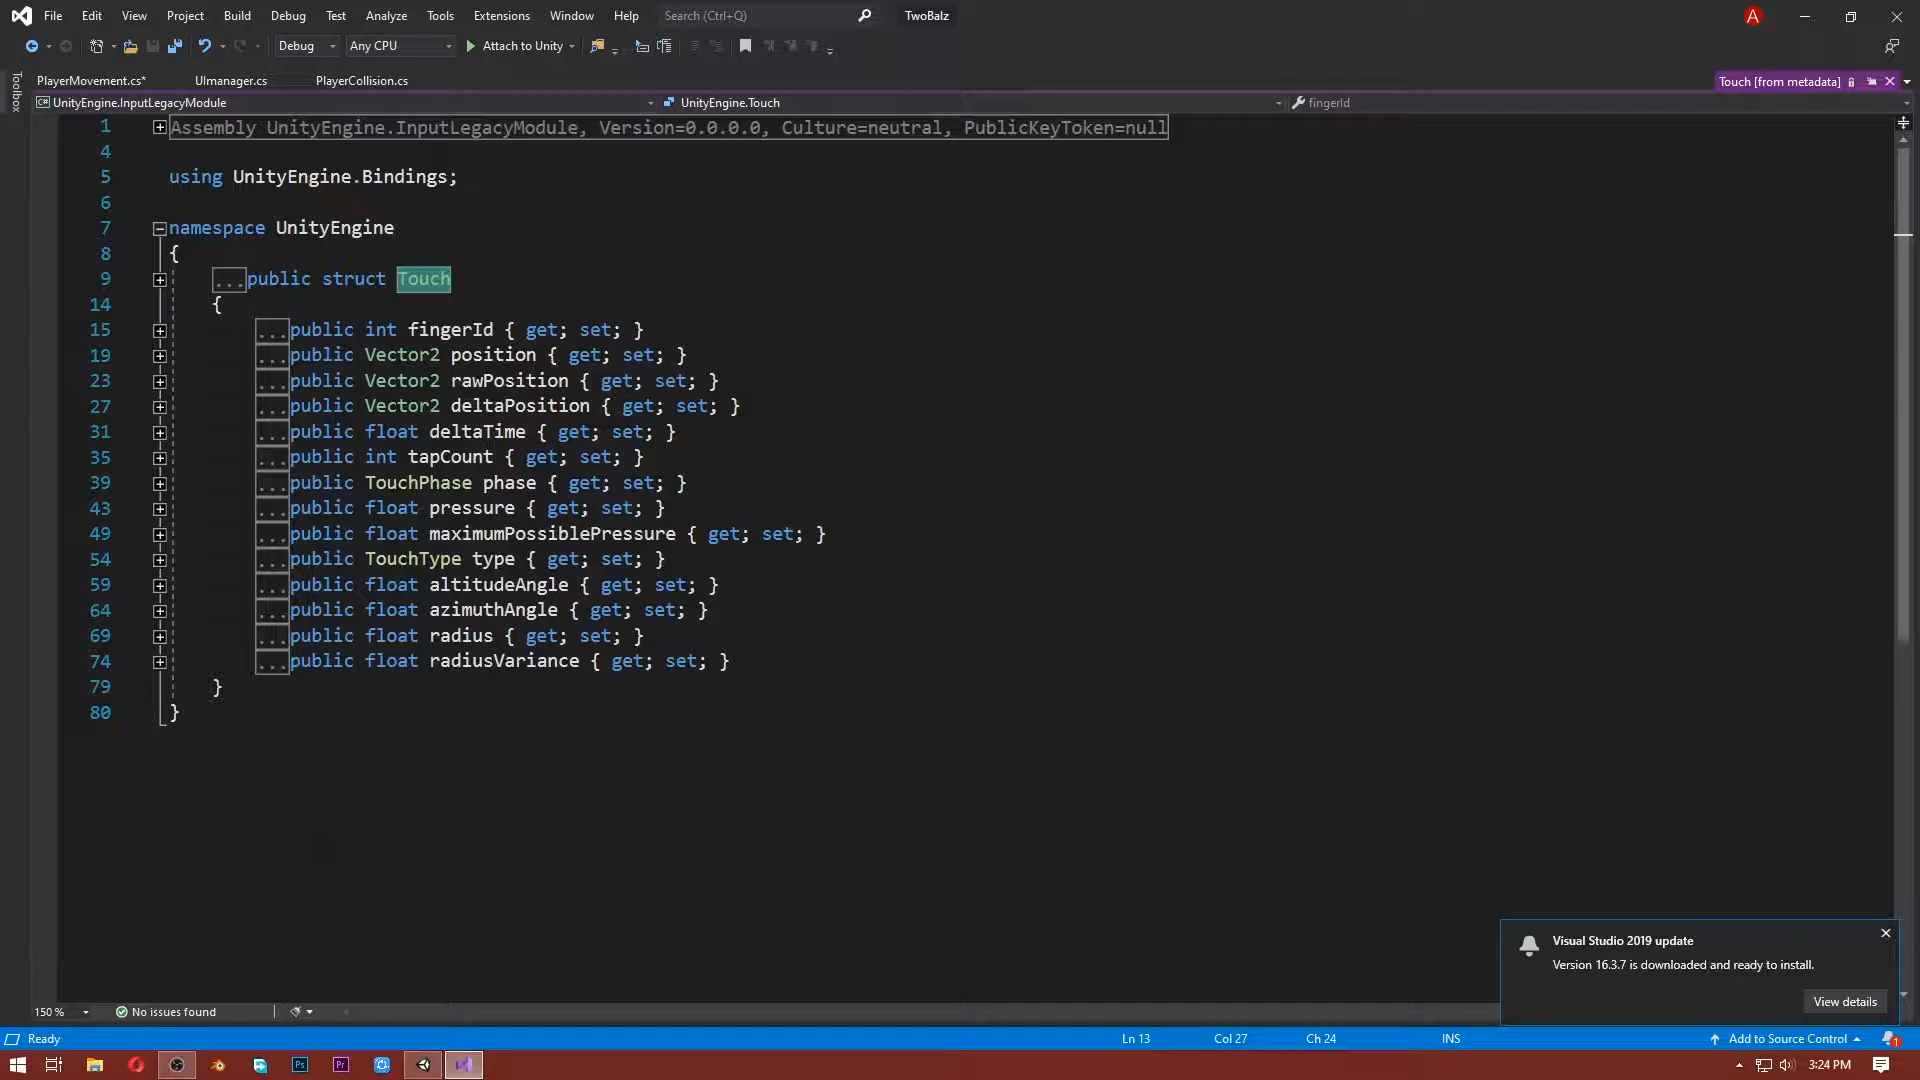 File Edit View Project Build Debug Test Analyze Tools Extensions Window Help Search (Ctrl+Q) TwoBalz
Debug Any CPU Attach to Unity
PlayerMovement.cs* UImanager.cs PlayerCollision.cs Touch [from metadata]
Toolbox
UnityEngine.InputLegacyModule UnityEngine.Touch fingerId
1 Assembly UnityEngine.InputLegacyModule, Version=0.0.0.0, Culture=neutral, PublicKeyToken=null
4
5 using UnityEngine.Bindings;
6
7 namespace UnityEngine
8 {
9 ...public struct Touch
14 {
15 ...public int fingerId { get; set; }
19 ...public Vector2 position { get; set; }
23 ...public Vector2 rawPosition { get; set; }
27 ...public Vector2 deltaPosition { get; set; }
31 ...public float deltaTime { get; set; }
35 ...public int tapCount { get; set; }
39 ...public TouchPhase phase { get; set; }
43 ...public float pressure { get; set; }
49 ...public float maximumPossiblePressure { get; set; }
54 ...public TouchType type { get; set; }
59 ...public float altitudeAngle { get; set; }
64 ...public float azimuthAngle { get; set; }
69 ...public float radius { get; set; }
74 ...public float radiusVariance { get; set; }
79 }
80 }
Visual Studio 2019 update
Version 16.3.7 is downloaded and ready to install.
View details
150 % No issues found
Ready Ln 13 Col 27 Ch 24 INS Add to Source Control 1
Ps Pr 3:24 PM